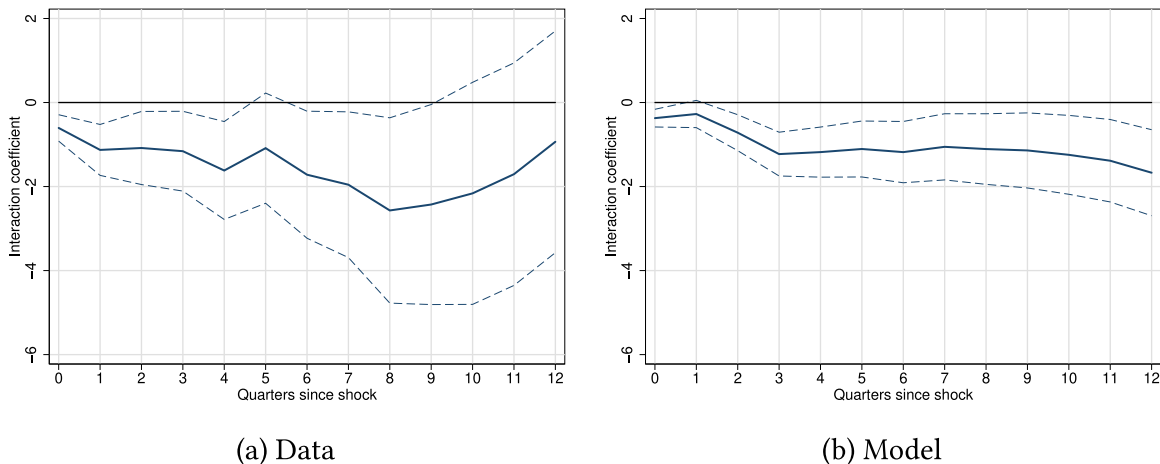 2
0
−2
−4
−6
Interaction coefficient
0 1 2 3 4 5 6 7 8 9 10 11 12
Quarters since shock
(a) Data
2
0
−2
−4
−6
Interaction coefficient
0 1 2 3 4 5 6 7 8 9 10 11 12
Quarters since shock
(b) Model